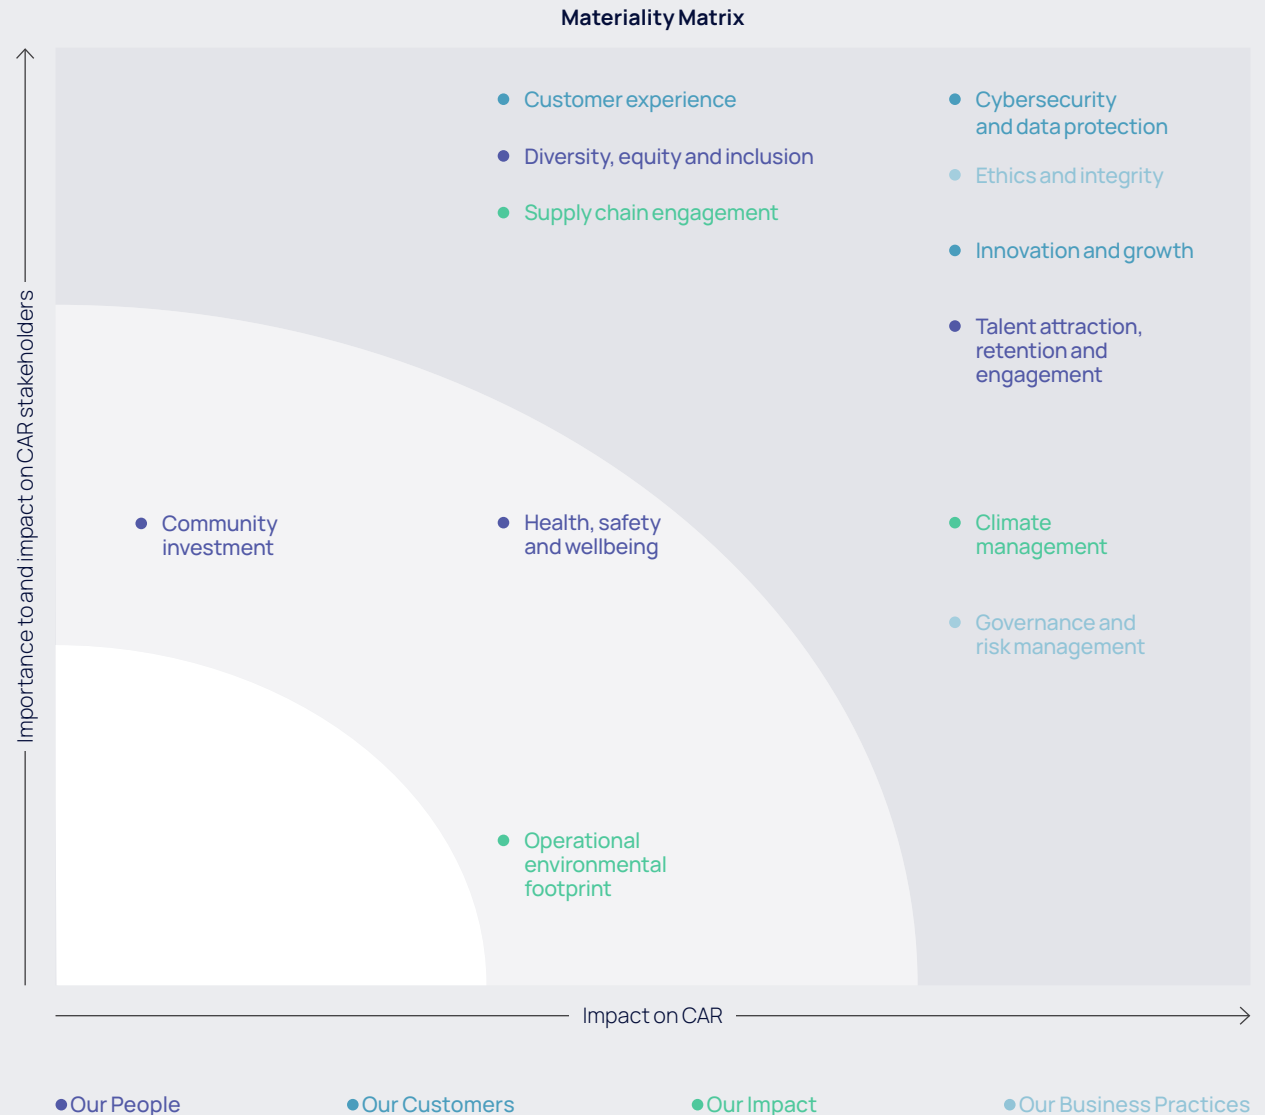 Materiality Matrix
Importance to and impact on CAR stakeholders
Customer experience
Diversity, equity and inclusion
Supply chain engagement
Cybersecurity
and data protection
Ethics and integrity
Innovation and growth
Talent attraction,
retention and
engagement
Community
investment
Health, safety
and wellbeing
Climate
management
Governance and
risk management
Operational
environmental
footprint
Impact on CAR
Our People
Our Customers
Our Impact
Our Business Practices